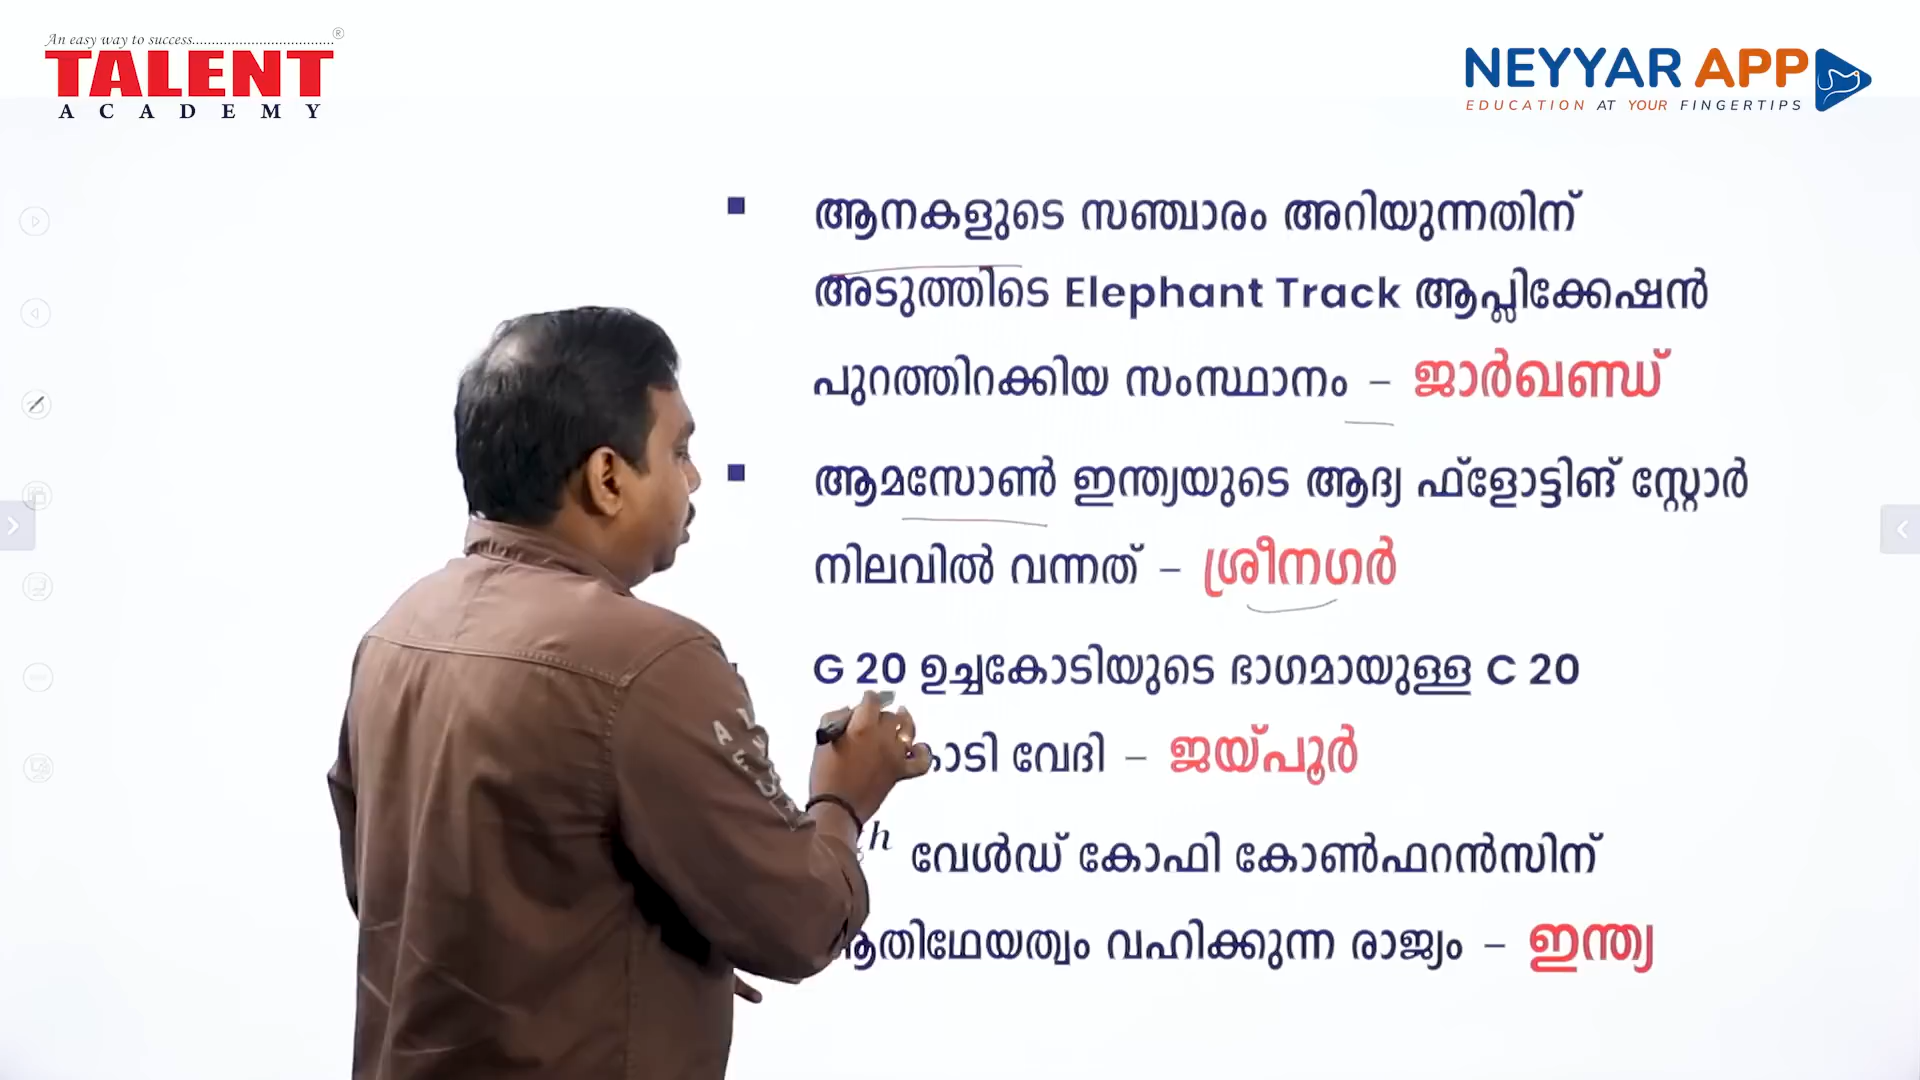 An easy way to success
TALENT
ACADEMY
NEYYAR APP
EDUCATION AT YOUR FINGERTIPS
ആനകളുടെ സഞ്ചാരം അറിയുന്നതിന്
അടുത്തിടെ Elephant Track ആപ്ലിക്കേഷൻ
പുറത്തിറക്കിയ സംസ്ഥാനം – ജാർഖണ്ഡ്
ആമസോൺ ഇന്ത്യയുടെ ആദ്യ ഫ്ളോട്ടിങ് സ്റ്റോർ
നിലവിൽ വന്നത് – ശ്രീനഗർ
G 20 ഉച്ചകോടിയുടെ ഭാഗമായുള്ള C 20
വേദി – ജയ്പൂർ
വേൾഡ് കോഫി കോൺഫറൻസിന്
ആതിഥേയത്വം വഹിക്കുന്ന രാജ്യം – ഇന്ത്യ